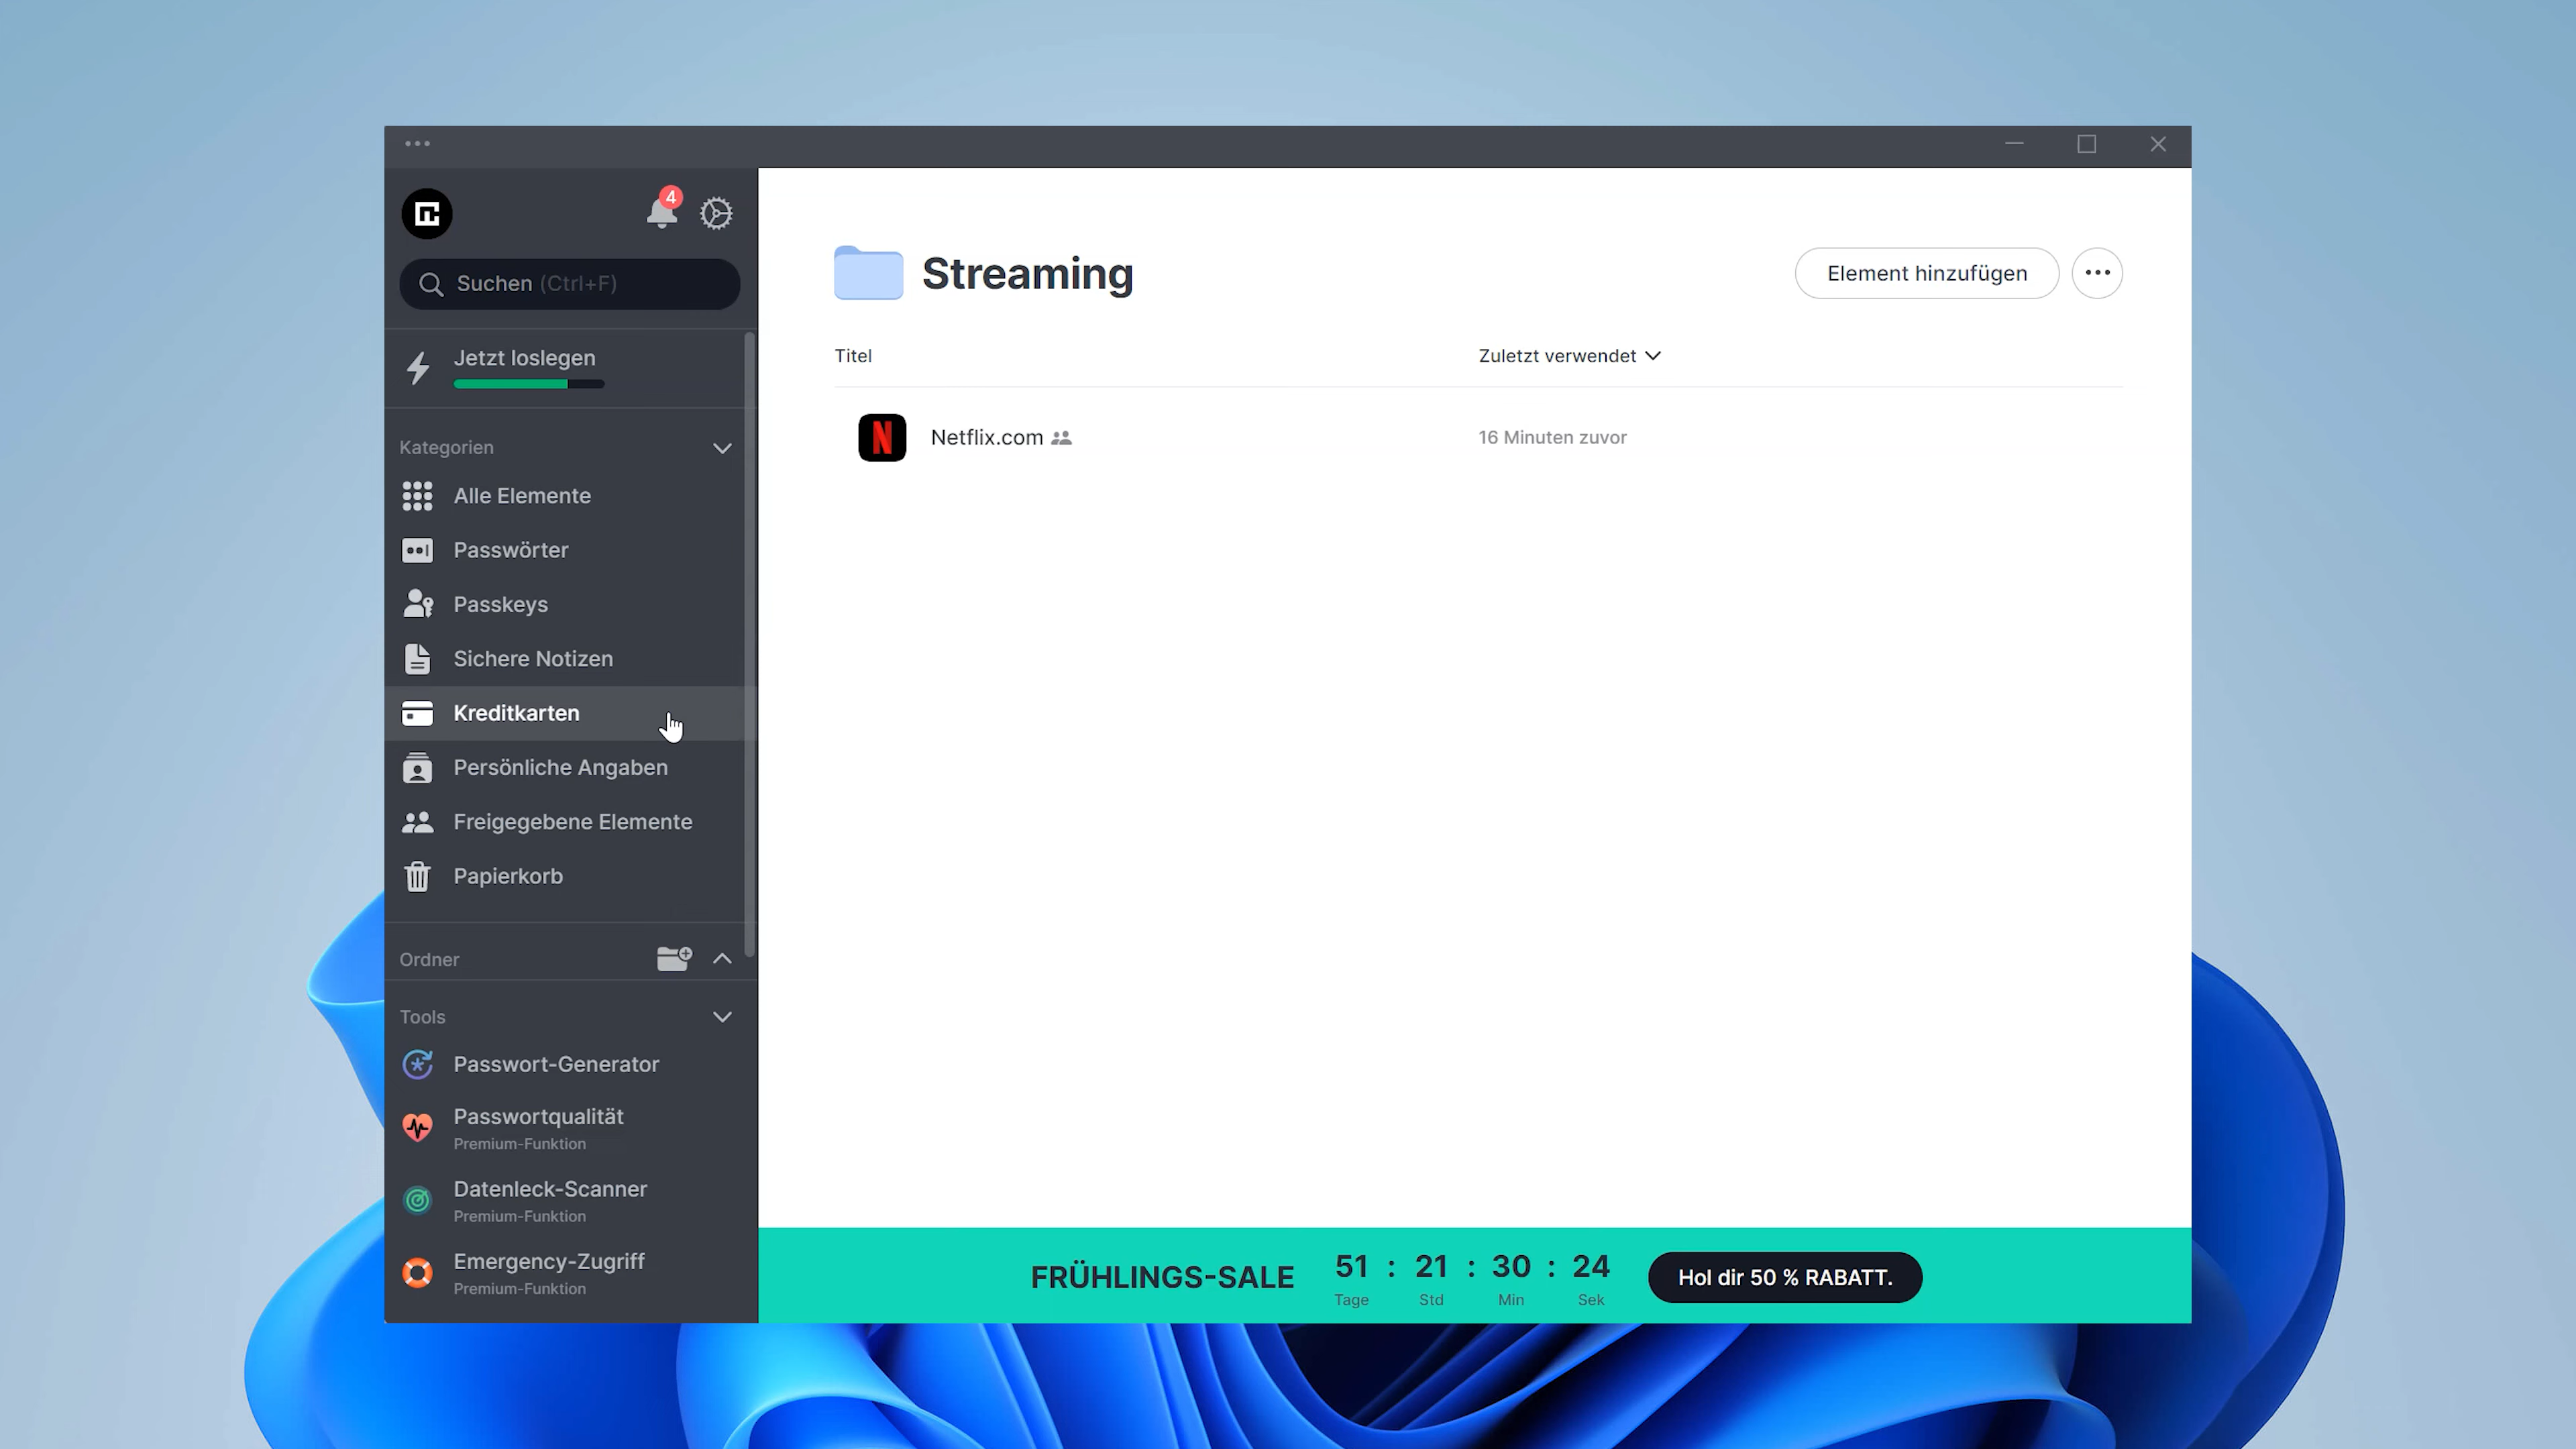 4
Suchen (Ctrl+F)
Jetzt loslegen
Kategorien
Alle Elemente
Passwörter
Passkeys
Sichere Notizen
Kreditkarten
Persönliche Angaben
Freigegebene Elemente
Papierkorb
Ordner
Tools
Passwort-Generator
Passwortqualität
Premium-Funktion
Datenleck-Scanner
Premium-Funktion
Emergency-Zugriff
Premium-Funktion
Streaming
Element hinzufügen
Titel Zuletzt verwendet
N Netflix.com 16 Minuten zuvor
FRÜHLINGS-SALE 51 : 21 : 30 : 24 Hol dir 50 % RABATT.
Tage Std Min Sek